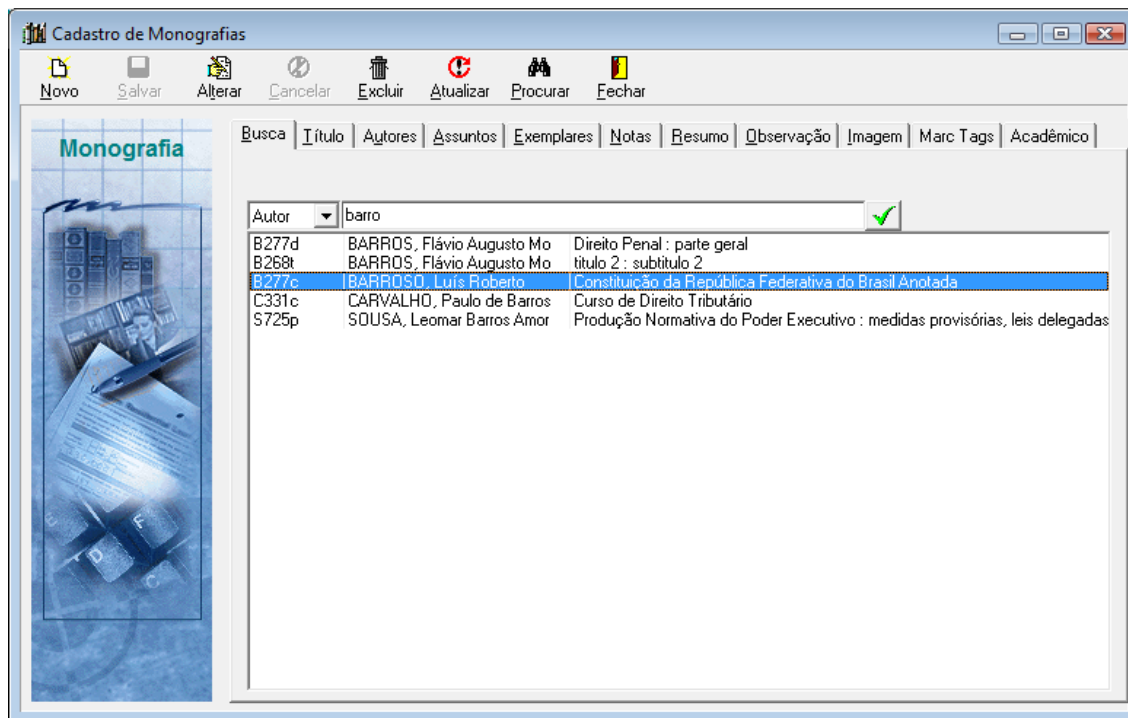 Cadastro de Monografias
Novo Salvar Alterar Cancelar Excluir Atualizar Procurar Fechar
Monografia
Busca Título Autores Assuntos Exemplares Notas Resumo Observação Imagem Marc Tags Acadêmico
Autor barro
B277d BARROS, Flávio Augusto Mo Direito Penal : parte geral
B268t BARROS, Flávio Augusto Mo titulo 2 : subtitulo 2
B277c BARROSO, Luís Roberto Constituição da República Federativa do Brasil Anotada
C331c CARVALHO, Paulo de Barros Curso de Direito Tributário
S725p SOUSA, Leomar Barros Amor Produção Normativa do Poder Executivo : medidas provisórias, leis delegadas